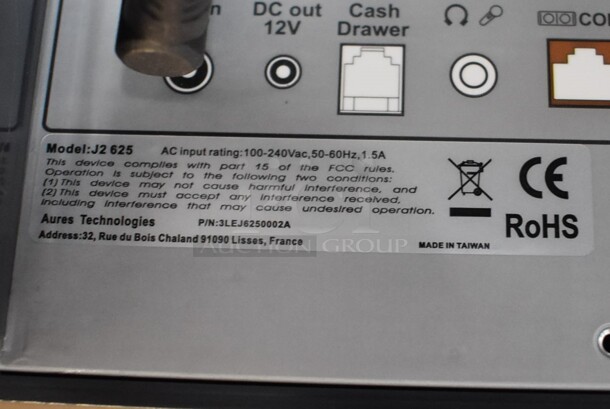 n DC out Cash
12V Drawer
COM
Model:J2 625 AC input rating:100-240Vac,50-60Hz,1.5A
This device complies with part 15 of the FCC rules.
Operation is subject to the following two conditions:
(1)This device may not cause harmful interference, and
(2)This device must accept any interference received,
including interference that may cause undesired operation.
Aures Technologies P/N:3LEJ6250002A
Address:32, Rue du Bois Chaland 91090 Lisses, France
MADE IN TAIWAN
CE
RoHS
AUCTION GROUP